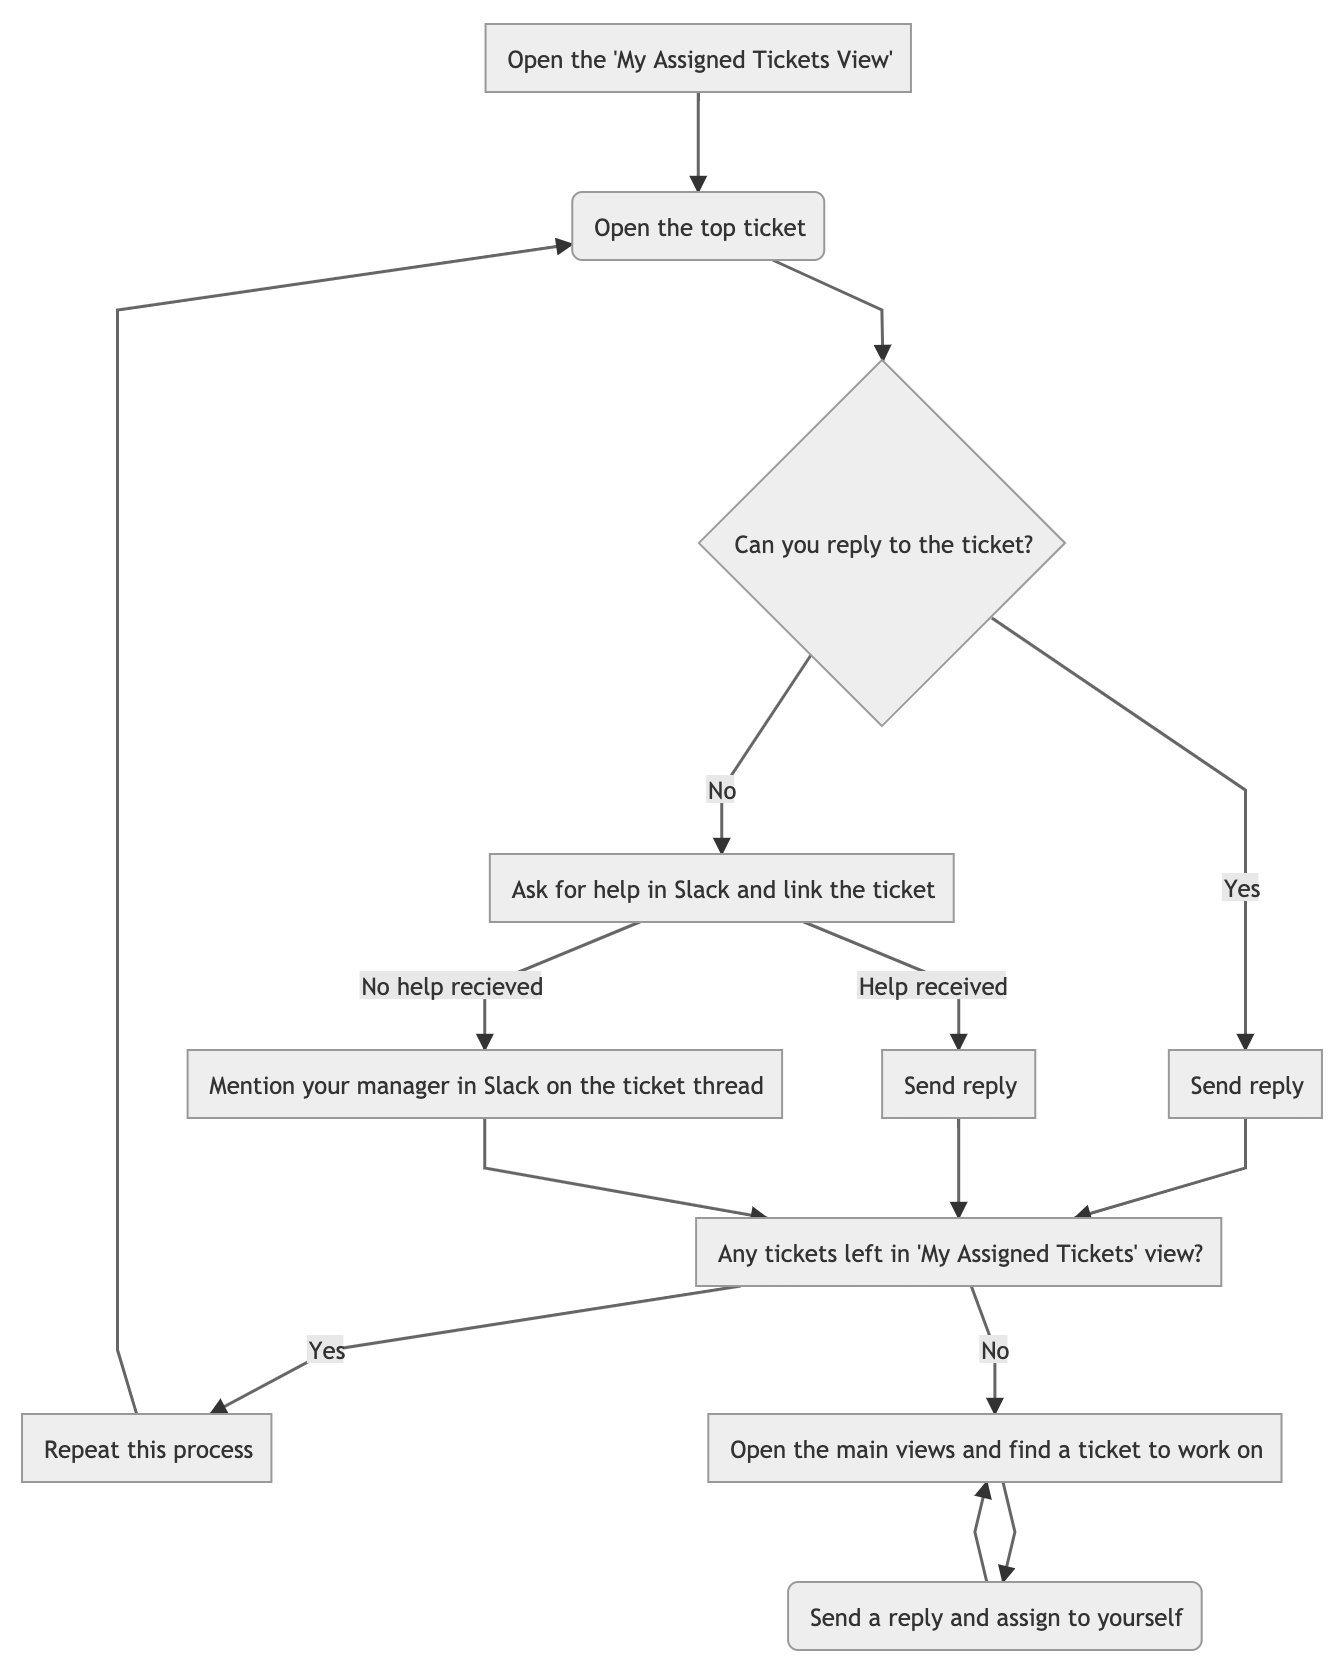 Open the 'My Assigned Tickets View'
Open the top ticket
Can you reply to the ticket?
No
Yes
Ask for help in Slack and link the ticket
No help recieved
Help received
Mention your manager in Slack on the ticket thread
Send reply
Send reply
Any tickets left in 'My Assigned Tickets' view?
Yes
No
Repeat this process
Open the main views and find a ticket to work on
Send a reply and assign to yourself